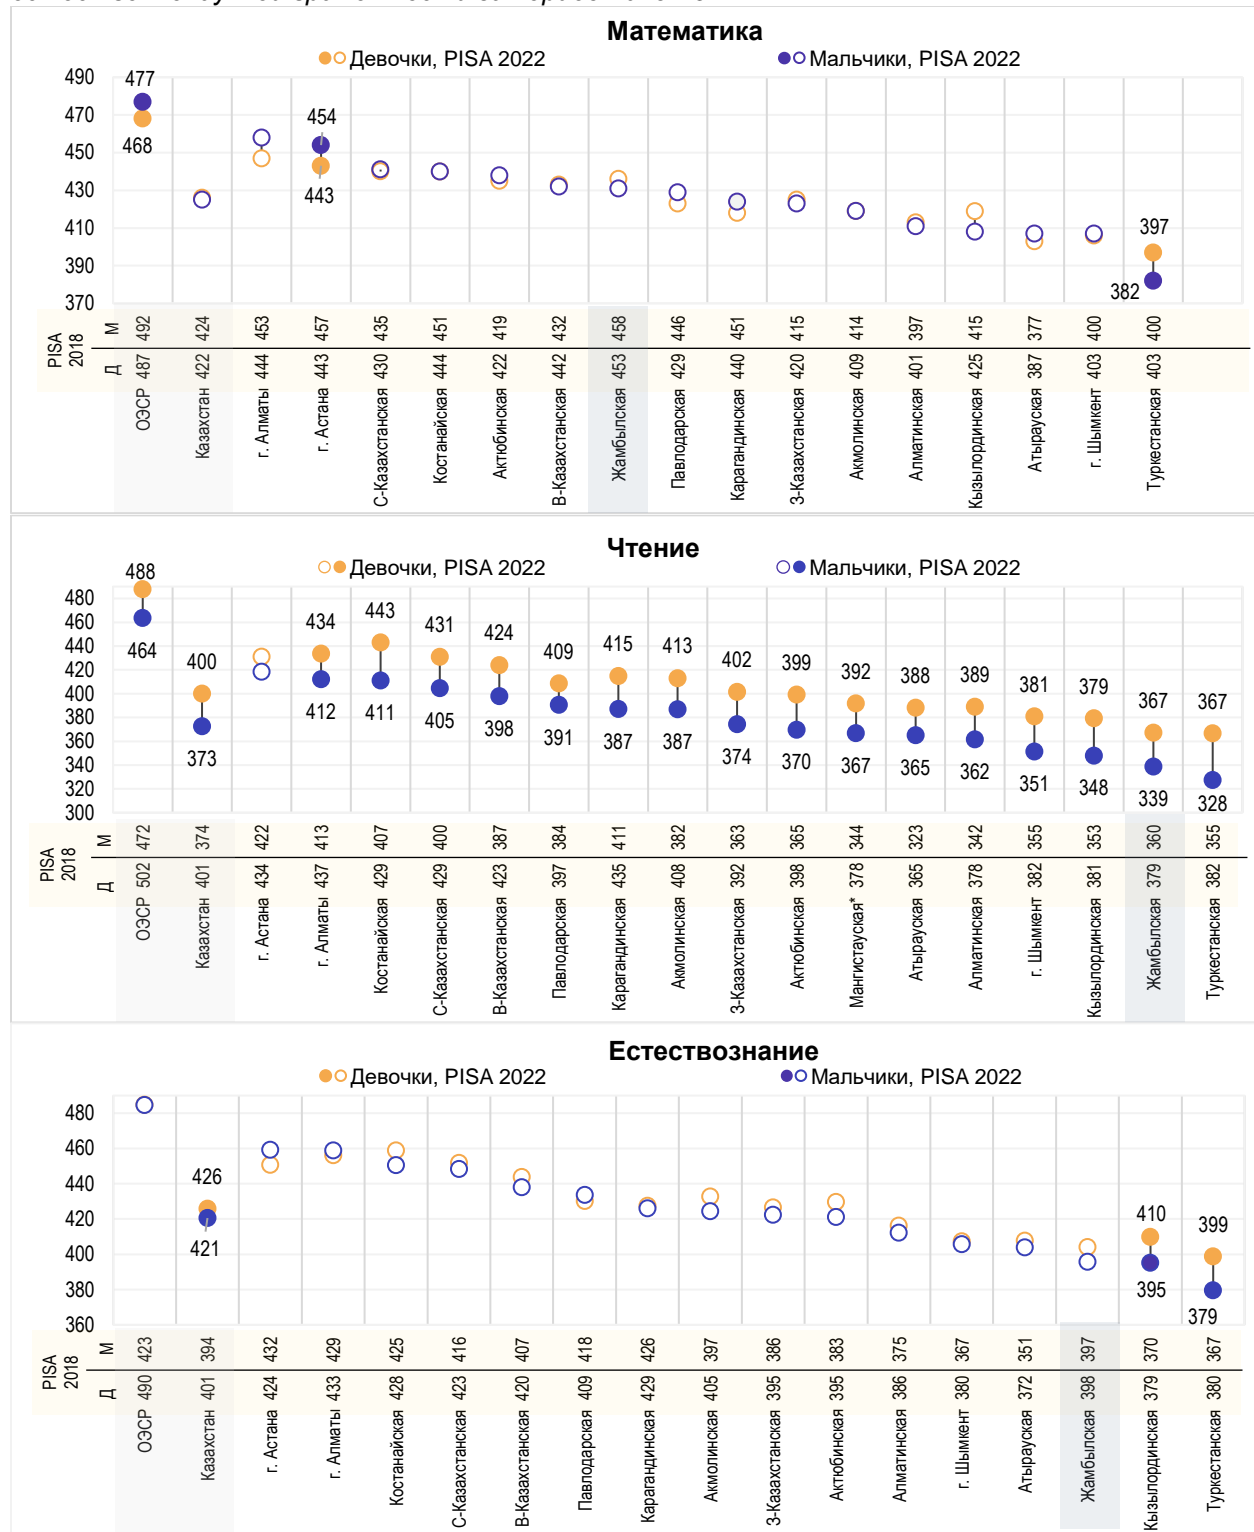 Математика
Девочки, PISA 2022
Мальчики, PISA 2022
490
470
450
430
410
390
370
477
468
454
443
397
382
PISA 2018
М 492 424 453 457 435 451 419 432 458 446 451 415 414 397 415 377 400 400
Д 487 422 444 443 430 444 422 442 453 429 440 420 409 401 425 387 403 403
ОЭСР
Казахстан
г. Алматы
г. Астана
С-Казахстанская
Костанайская
Актюбинская
В-Казахстанская
Жамбылская
Павлодарская
Карагандинская
З-Казахстанская
Акмолинская
Алматинская
Кызылординская
Атырауская
г. Шымкент
Туркестанская
Чтение
Девочки, PISA 2022
Мальчики, PISA 2022
480
460
440
420
400
380
360
340
320
300
488 400 434 443 431 424 409 415 413 402 399 392 388 389 381 379 367 367
464 373 412 411 405 398 391 387 387 374 370 367 365 362 351 348 339 328
PISA 2018
М 472 374 422 413 407 400 387 384 411 382 363 365 344 323 342 355 353 360 355
Д 502 401 434 437 429 429 423 397 435 408 392 398 378 365 378 382 381 379 382
ОЭСР
Казахстан
г. Астана
г. Алматы
Костанайская
С-Казахстанская
В-Казахстанская
Павлодарская
Карагандинская
Акмолинская
З-Казахстанская
Актюбинская
Мангистауская*
Атырауская
Алматинская
г. Шымкент
Кызылординская
Жамбылская
Туркестанская
Естествознание
Девочки, PISA 2022
Мальчики, PISA 2022
480
460
440
420
400
380
360
426
421
410
395
399
379
PISA 2018
М 423 394 432 429 425 416 407 418 426 397 386 383 375 367 351 397 370 367
Д 490 401 424 433 428 423 420 409 429 405 395 395 386 380 372 398 379 380
ОЭСР
Казахстан
г. Астана
г. Алматы
Костанайская
С-Казахстанская
В-Казахстанская
Павлодарская
Карагандинская
Акмолинская
З-Казахстанская
Актюбинская
Алматинская
г. Шымкент
Атырауская
Жамбылская
Кызылординская
Туркестанская